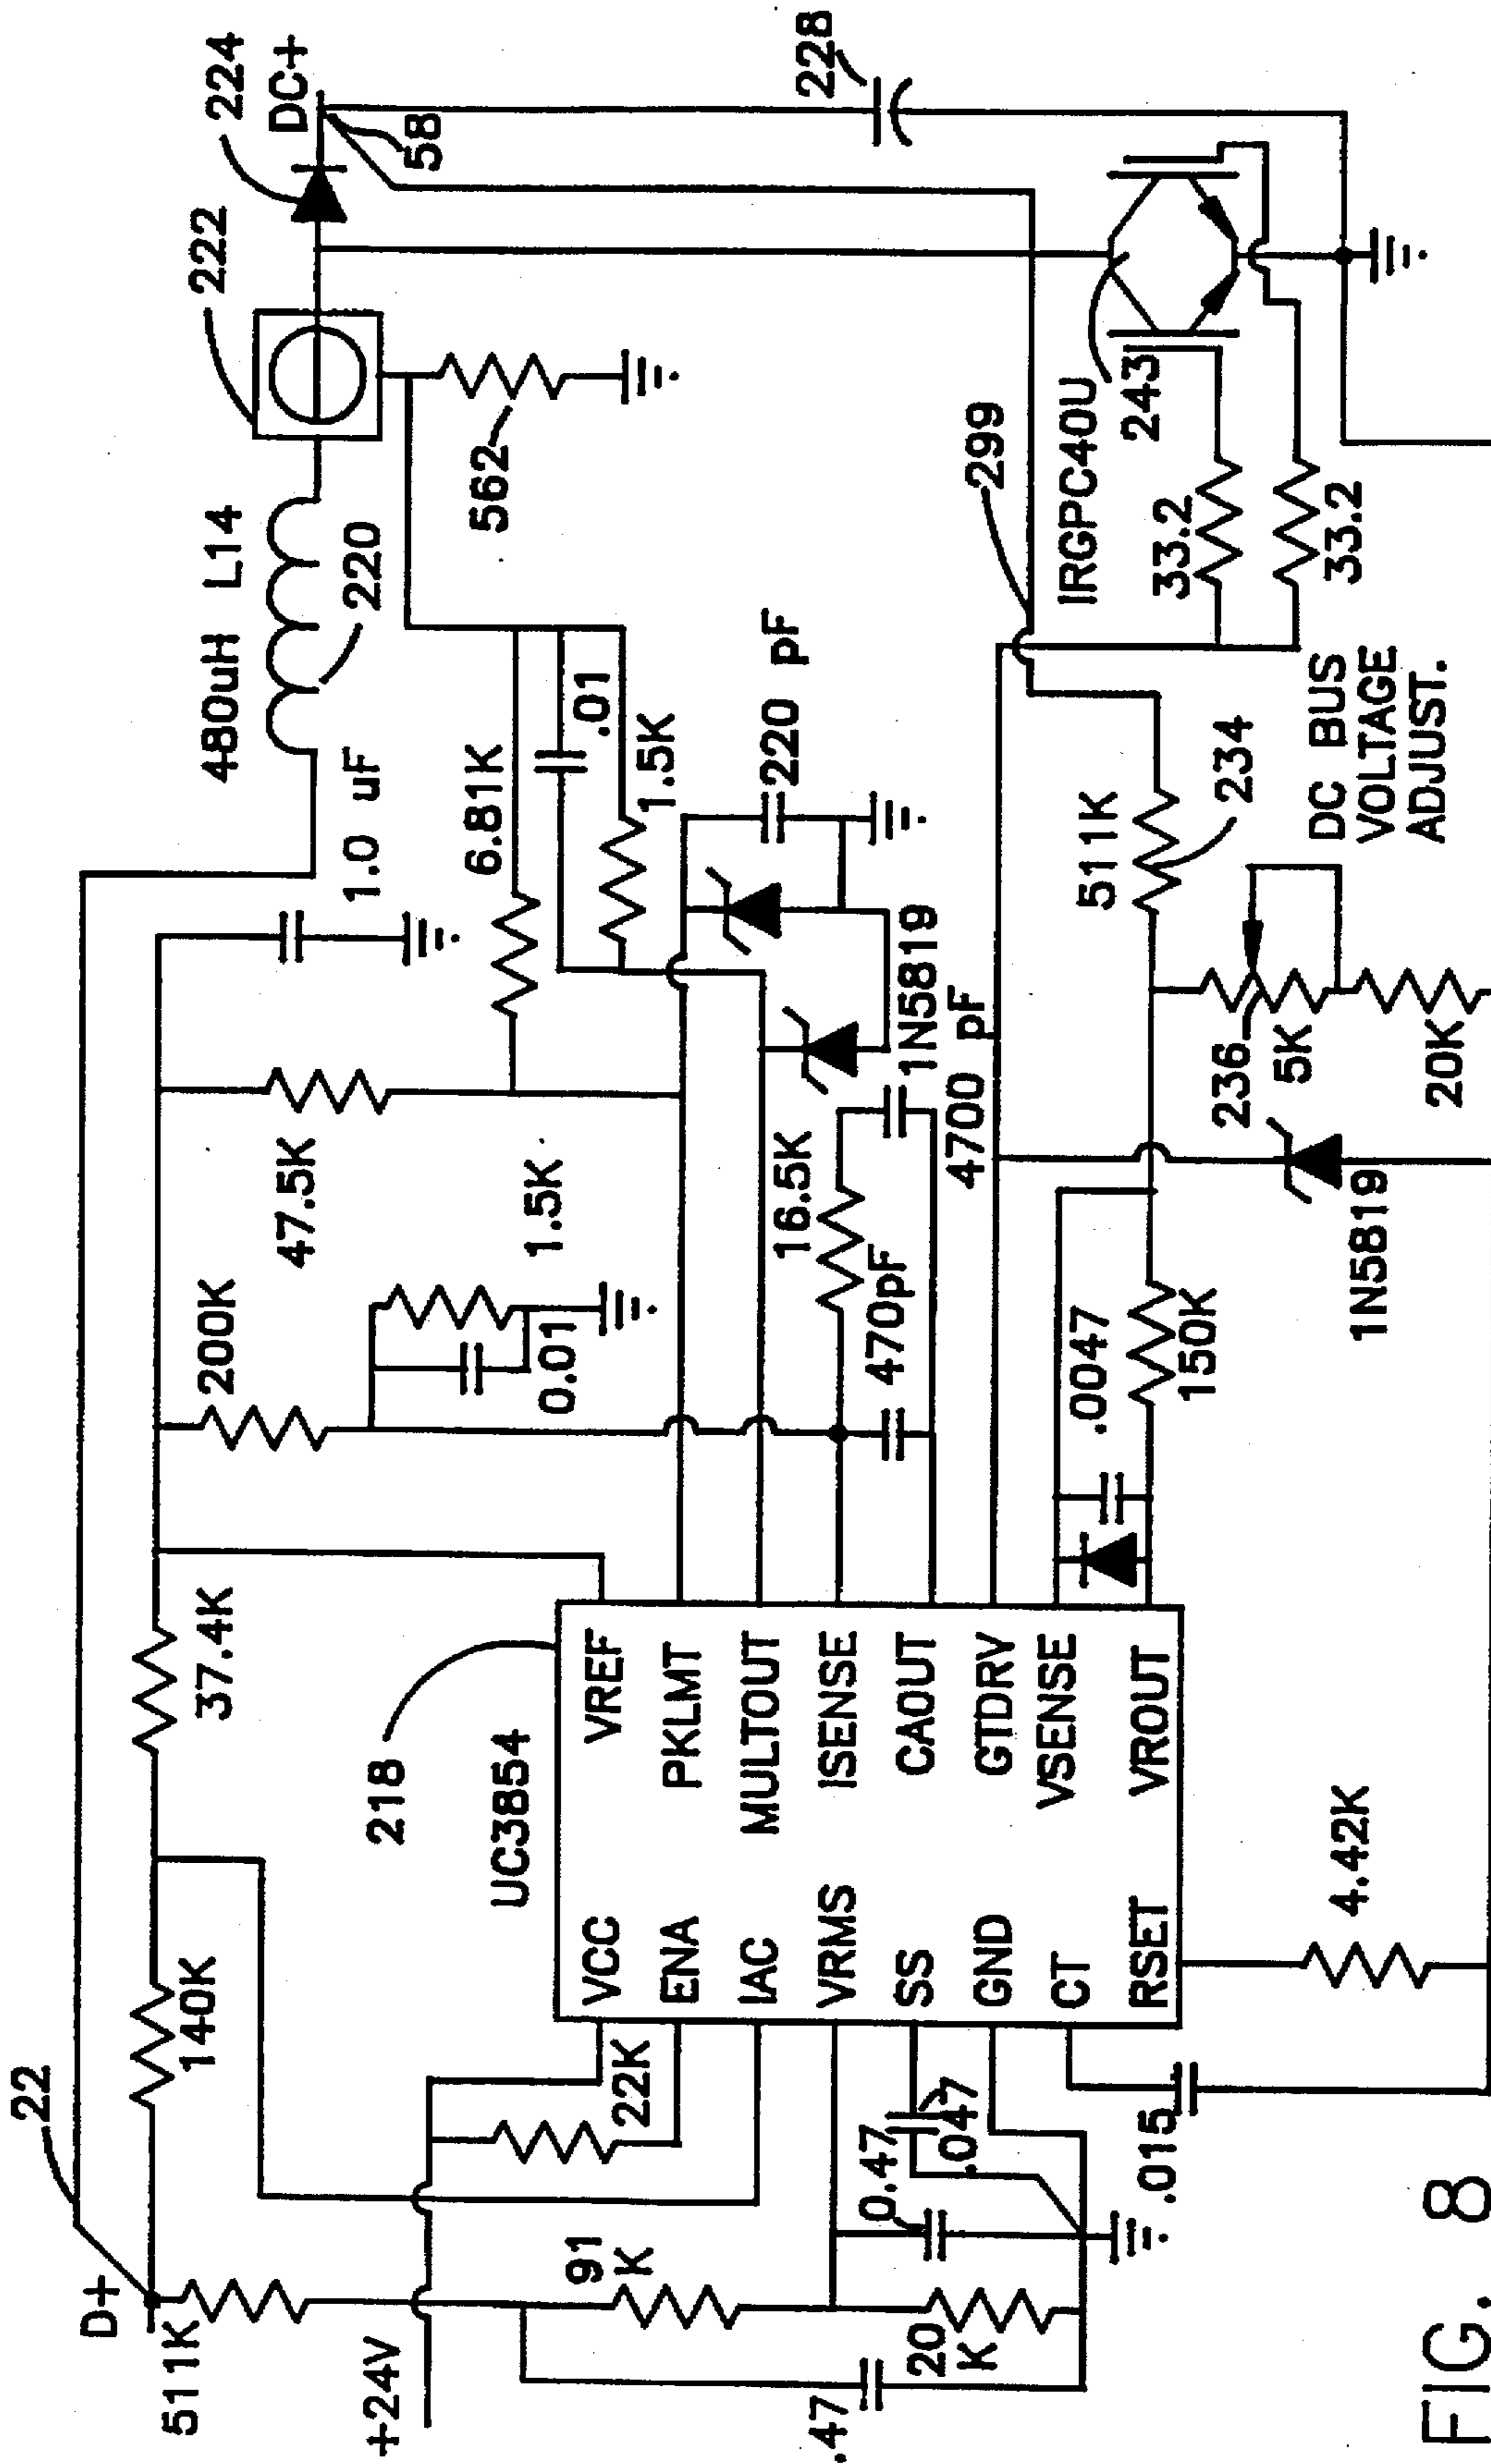 22
D+
511K
140K
37.4K
200K
47.5K
1.0 uF
480uH L14
220
222
224
DC+
58
228
+24V
.47
91
K
20
K
0.47
.047
22K
218
UC3854
VCC
ENA
IAC
VRMS
SS
GND
CT
RSET
VREF
PKLMT
MULTOUT
ISENSE
CAOUT
GTDRV
VSENSE
VROUT
0.01
1.5K
6.81K
.01
1.5K
562
220 pF
16.5K
470pF
1N5819
4700 pF
299
IRGPC40U
243
33.2
33.2
511K
234
.0047
150K
236
5K
20K
DC BUS
VOLTAGE
ADJUST.
1N5819
.015
4.42K
FIG. 8